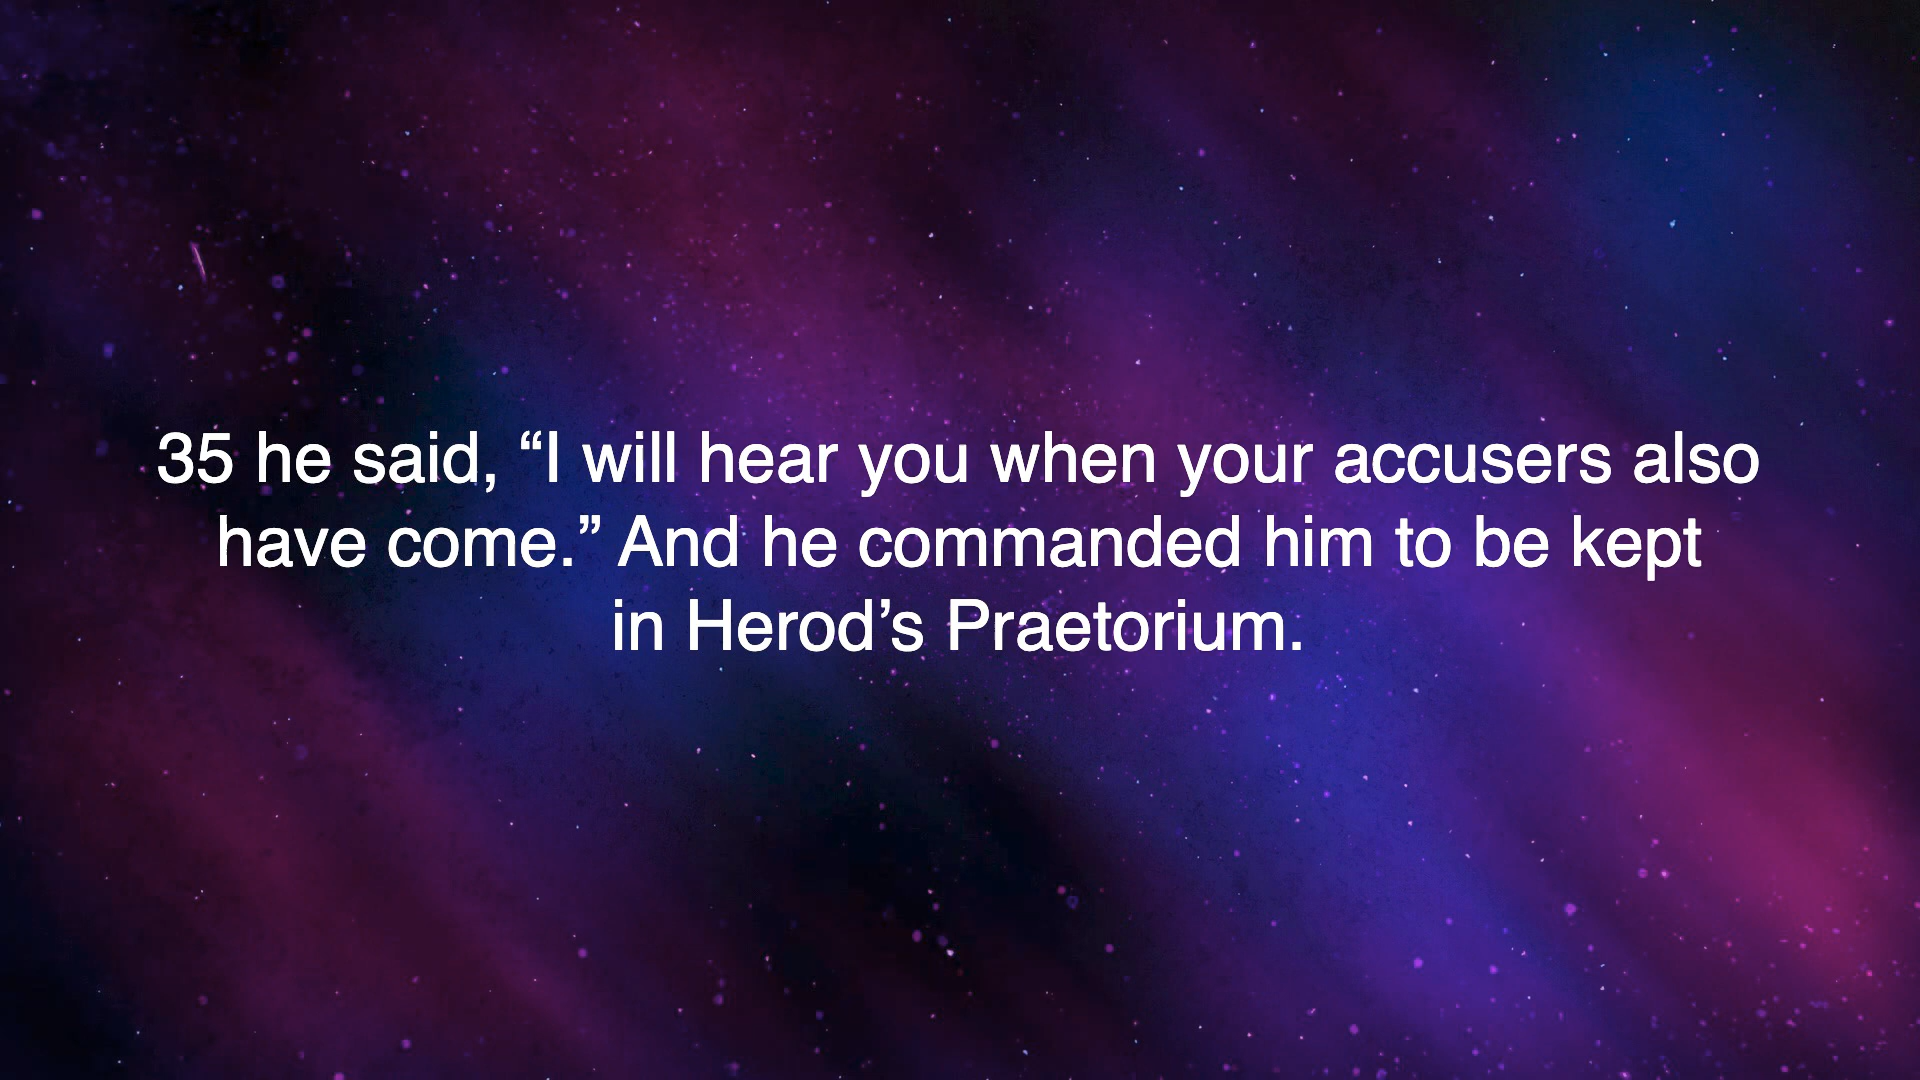 35 he said, “I will hear you when your accusers also
have come.” And he commanded him to be kept
in Herod’s Praetorium.